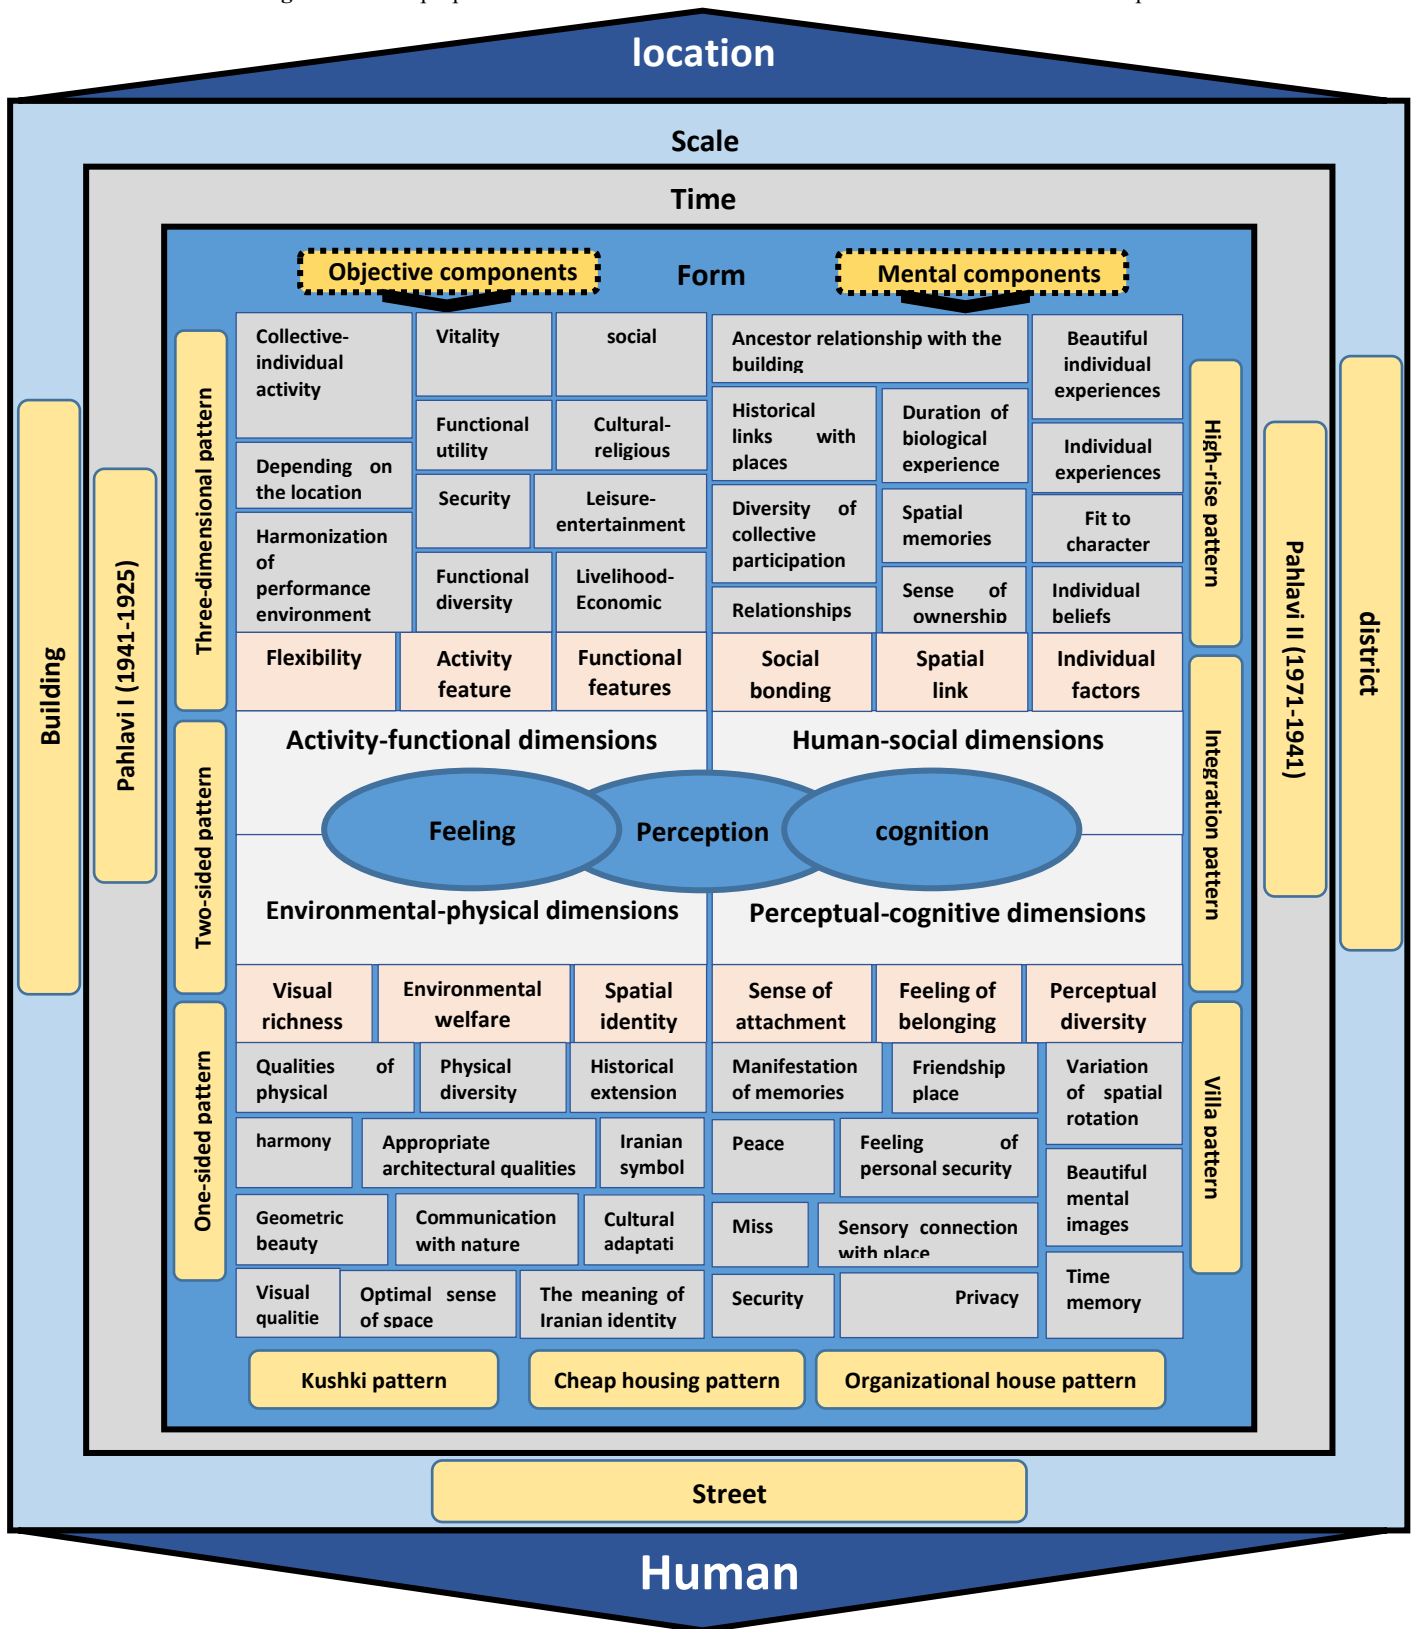 location
Scale
Time
Objective components
Form
Mental components
Building
Pahlavi I (1941-1925)
Three-dimensional pattern
Two-sided pattern
One-sided pattern
Collective-
individual
activity
Vitality
social
Functional
utility
Cultural-
religious
Depending on
the location
Security
Leisure-
entertainment
Harmonization
of
performance
environment
Functional
diversity
Livelihood-
Economic
Ancestor relationship with the
building
Beautiful
individual
experiences
Historical
links with
places
Duration of
biological
experience
Individual
experiences
Diversity of
collective
participation
Spatial
memories
Fit to
character
Relationships
Sense of
ownership
Individual
beliefs
Flexibility
Activity
feature
Functional
features
Social
bonding
Spatial
link
Individual
factors
Activity-functional dimensions
Human-social dimensions
Feeling
Perception
cognition
Environmental-physical dimensions
Perceptual-cognitive dimensions
Visual
richness
Environmental
welfare
Spatial
identity
Sense of
attachment
Feeling of
belonging
Perceptual
diversity
Qualities of
physical
Physical
diversity
Historical
extension
harmony
Appropriate
architectural qualities
Iranian
symbol
Geometric
beauty
Communication
with nature
Cultural
adaptati
Visual
qualitie
Optimal sense
of space
The meaning of
Iranian identity
Manifestation
of memories
Friendship
place
Variation
of spatial
rotation
Peace
Feeling of
personal security
Beautiful
mental
images
Miss
Sensory connection
with place
Security
Privacy
Time
memory
High-rise pattern
Integration pattern
Villa pattern
Pahlavi II (1971-1941)
district
Kushki pattern
Cheap housing pattern
Organizational house pattern
Street
Human